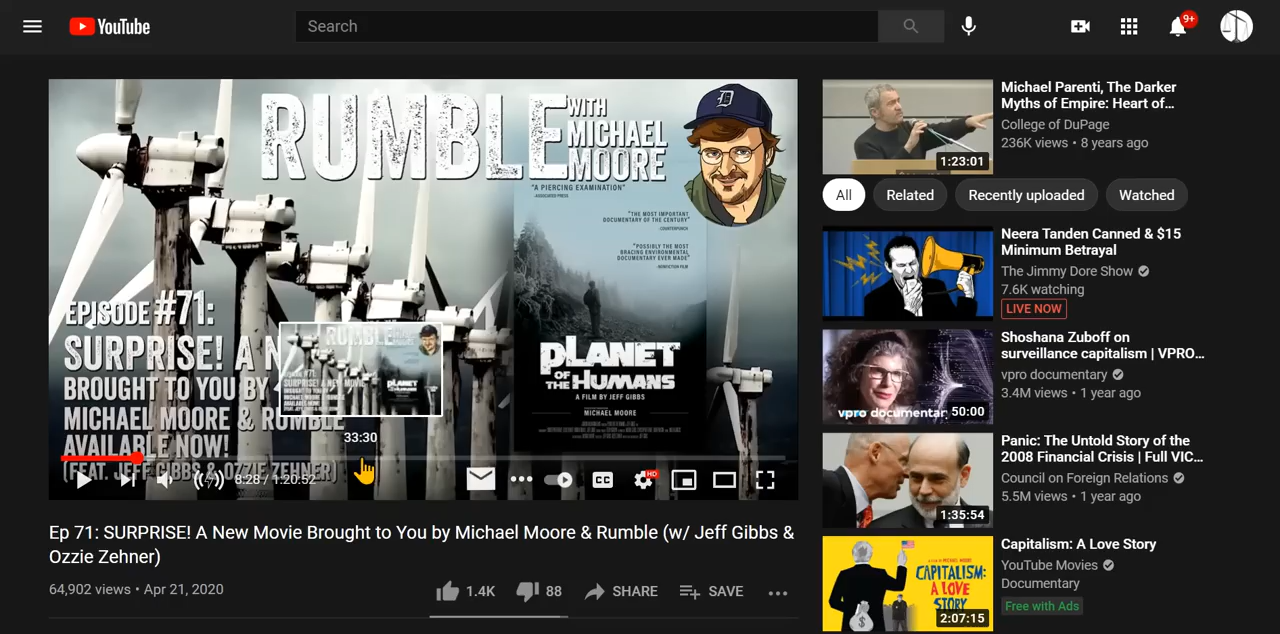 YouTube
Search
9+
RUMBLE
WITH
MICHAEL
MOORE
D
"A PIERCING EXAMINATION"
-ASSOCIATED PRESS
"THE MOST IMPORTANT
DOCUMENTARY OF THE CENTURY"
-COUNTERPUNCH
"POSSIBLY THE MOST
BRACING ENVIRONMENTAL
DOCUMENTARY EVER MADE"
-NONFICTION FILM
PLANET
OF THE HUMANS
A FILM BY JEFF GIBBS
MICHAEL MOORE
EPISODE #71:
SURPRISE! A N
BROUGHT TO YOU BY
MICHAEL MOORE & RUMBLE
AVAILABLE NOW!
(FEAT. JEFF GIBBS & OZZIE ZEHNER)
33:30
8:28 / 1:20:52
CC
HD
Ep 71: SURPRISE! A New Movie Brought to You by Michael Moore & Rumble (w/ Jeff Gibbs &
Ozzie Zehner)
64,902 views • Apr 21, 2020
1.4K
88
SHARE
SAVE
1:23:01
Michael Parenti, The Darker
Myths of Empire: Heart of...
College of DuPage
236K views • 8 years ago
All
Related
Recently uploaded
Watched
Neera Tanden Canned & $15
Minimum Betrayal
The Jimmy Dore Show
7.6K watching
LIVE NOW
vpro documentar
50:00
Shoshana Zuboff on
surveillance capitalism | VPRO...
vpro documentary
3.4M views • 1 year ago
1:35:54
Panic: The Untold Story of the
2008 Financial Crisis | Full VIC...
Council on Foreign Relations
5.5M views • 1 year ago
CAPITALISM:
A LOVE
STORY
$
2:07:15
Capitalism: A Love Story
YouTube Movies
Documentary
Free with Ads